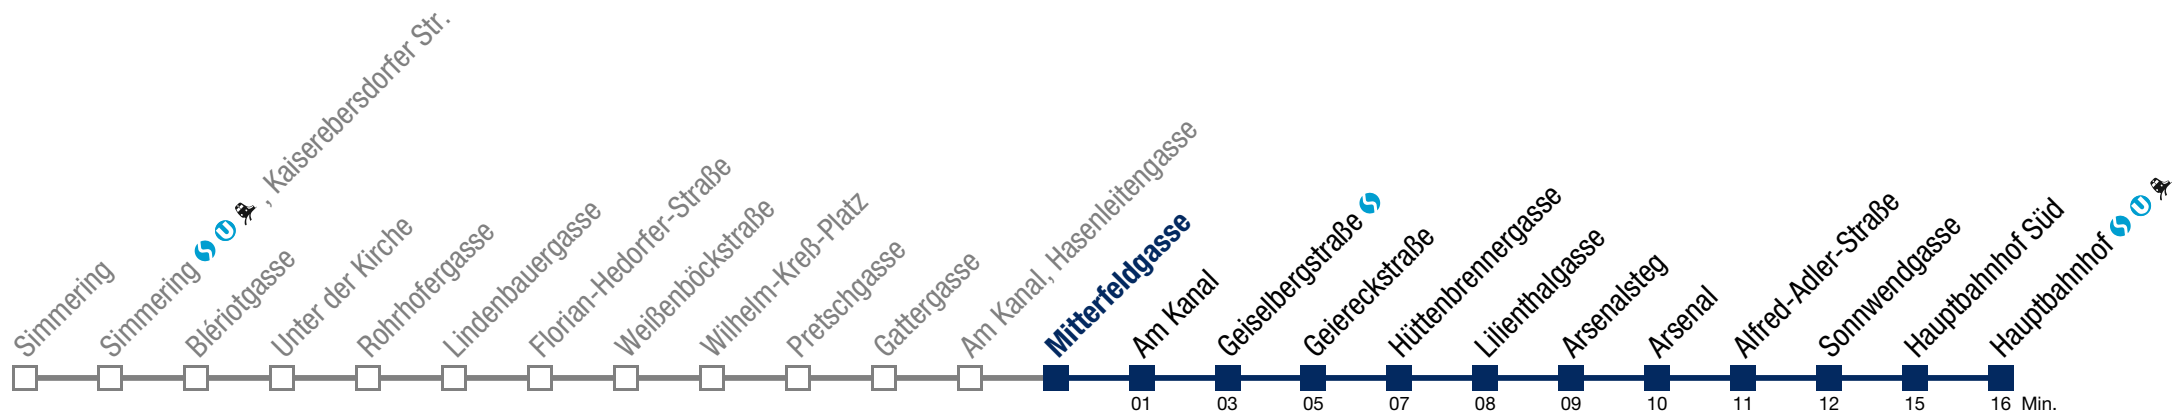 Simmering
Simmering S U , Kaiserebersdorfer Str.
Blériotgasse
Unter der Kirche
Rohrhofergasse
Lindenbauergasse
Florian-Hedorfer-Straße
Weißenböckstraße
Wilhelm-Kreß-Platz
Pretschgasse
Gattergasse
Am Kanal, Hasenleitengasse
Mitterfeldgasse
Am Kanal
Geiselbergstraße S
Geiereckstraße
Hüttenbrennergasse
Lilienthalgasse
Arsenalsteg
Arsenal
Alfred-Adler-Straße
Sonnwendgasse
Hauptbahnhof Süd
Hauptbahnhof S U
01 03 05 07 08 09 10 11 12 15 16 Min.